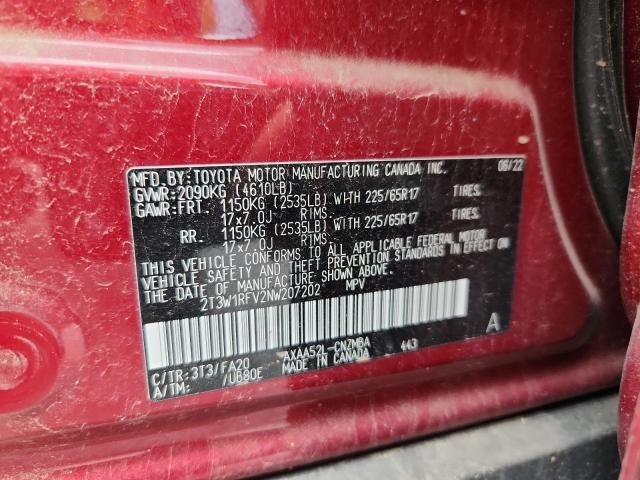 MFD.BY:TOYOTA MOTOR MANUFACTURING CANADA INC. 06/22
GVWR:2090KG (4610LB)
GAWR:FRT. 1150KG (2535LB) WITH 225/65R17 TIRES.
17x7.0J RIMS.
RR. 1150KG (2535LB) WITH 225/65R17 TIRES.
17x7.0J RIMS.
THIS VEHICLE CONFORMS TO ALL APPLICABLE FEDERAL MOTOR
VEHICLE SAFETY AND THEFT PREVENTION STANDARDS IN EFFECT ON
THE DATE OF MANUFACTURE SHOWN ABOVE.
2T3W1RFV2NW207202 MPV
A
C/TR:3T3/FA20 AXAA52L-CNZMBA 443
A/TM: /UB80E MADE IN CANADA